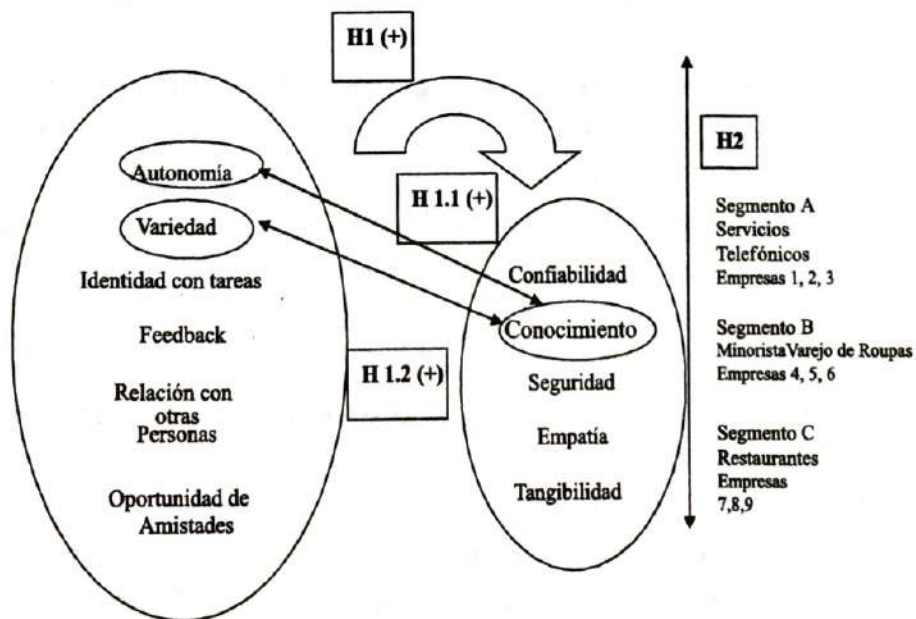 H1 (+)
Autonomía
Variedad
Identidad con tareas
Feedback
Relación con
otras
Personas
Oportunidad de
Amistades
H 1.1 (+)
H 1.2 (+)
Confiabilidad
Conocimiento
Seguridad
Empatía
Tangibilidad
H2
Segmento A
Servicios
Telefónicos
Empresas 1, 2, 3
Segmento B
MinoristaVarejo de Roupas
Empresas 4, 5, 6
Segmento C
Restaurantes
Empresas
7,8,9